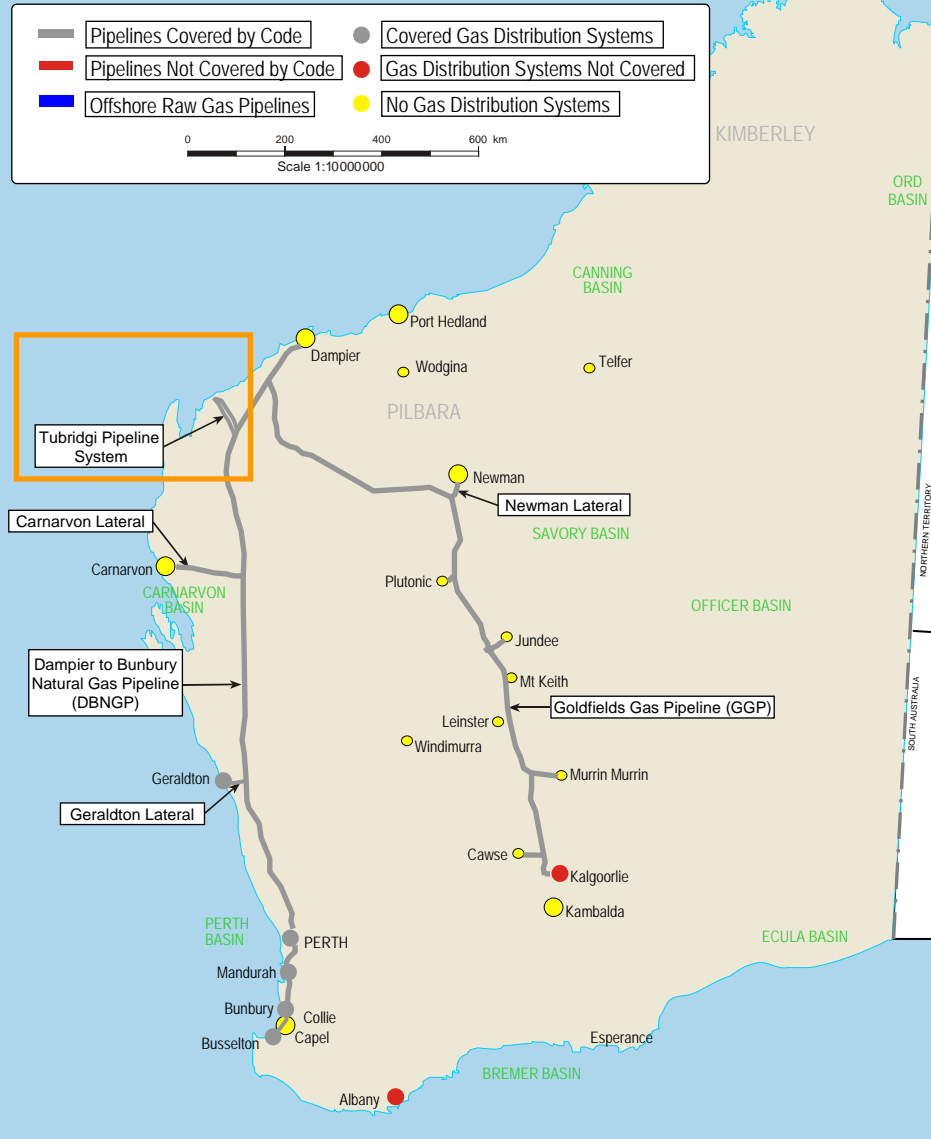 Pipelines Covered by Code
Covered Gas Distribution Systems
Pipelines Not Covered by Code
Gas Distribution Systems Not Covered
Offshore Raw Gas Pipelines
No Gas Distribution Systems
0 200 400 600 km
Scale 1:10000000
KIMBERLEY
ORD
BASIN
CANNING
BASIN
Port Hedland
Dampier
Wodgina
Telfer
PILBARA
Tubridgi Pipeline
System
Newman
Newman Lateral
NORTHERN TERRITORY
Carnarvon Lateral
SAVORY BASIN
Carnarvon
Plutonic
CARNARVON
BASIN
OFFICER BASIN
Jundee
Dampier to Bunbury
Natural Gas Pipeline
(DBNGP)
Mt Keith
SOUTH AUSTRALIA
Goldfields Gas Pipeline (GGP)
Leinster
Windimurra
Geraldton
Murrin Murrin
Geraldton Lateral
Cawse
Kalgoorlie
Kambalda
PERTH
BASIN
PERTH
ECULA BASIN
Mandurah
Bunbury
Collie
Capel
Busselton
Esperance
BREMER BASIN
Albany